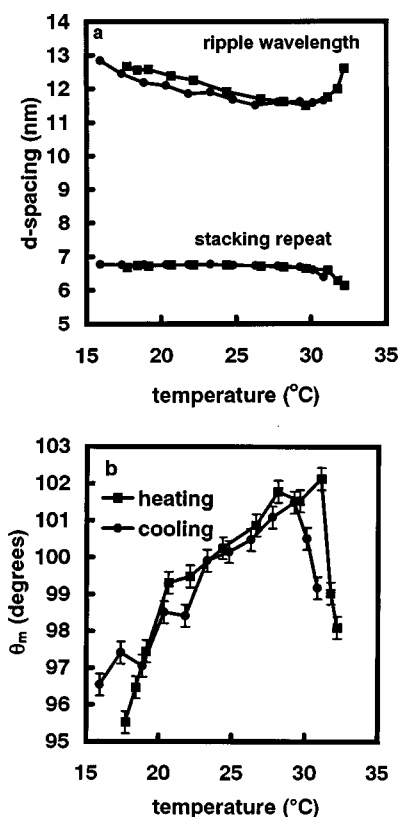 a
ripple wavelength
stacking repeat
d-spacing (nm)
14
13
12
11
10
9
8
7
6
5
15 20 25 30 35
temperature (°C)
b
heating
cooling
θm (degrees)
103
102
101
100
99
98
97
96
95
15 20 25 30 35
temperature (°C)